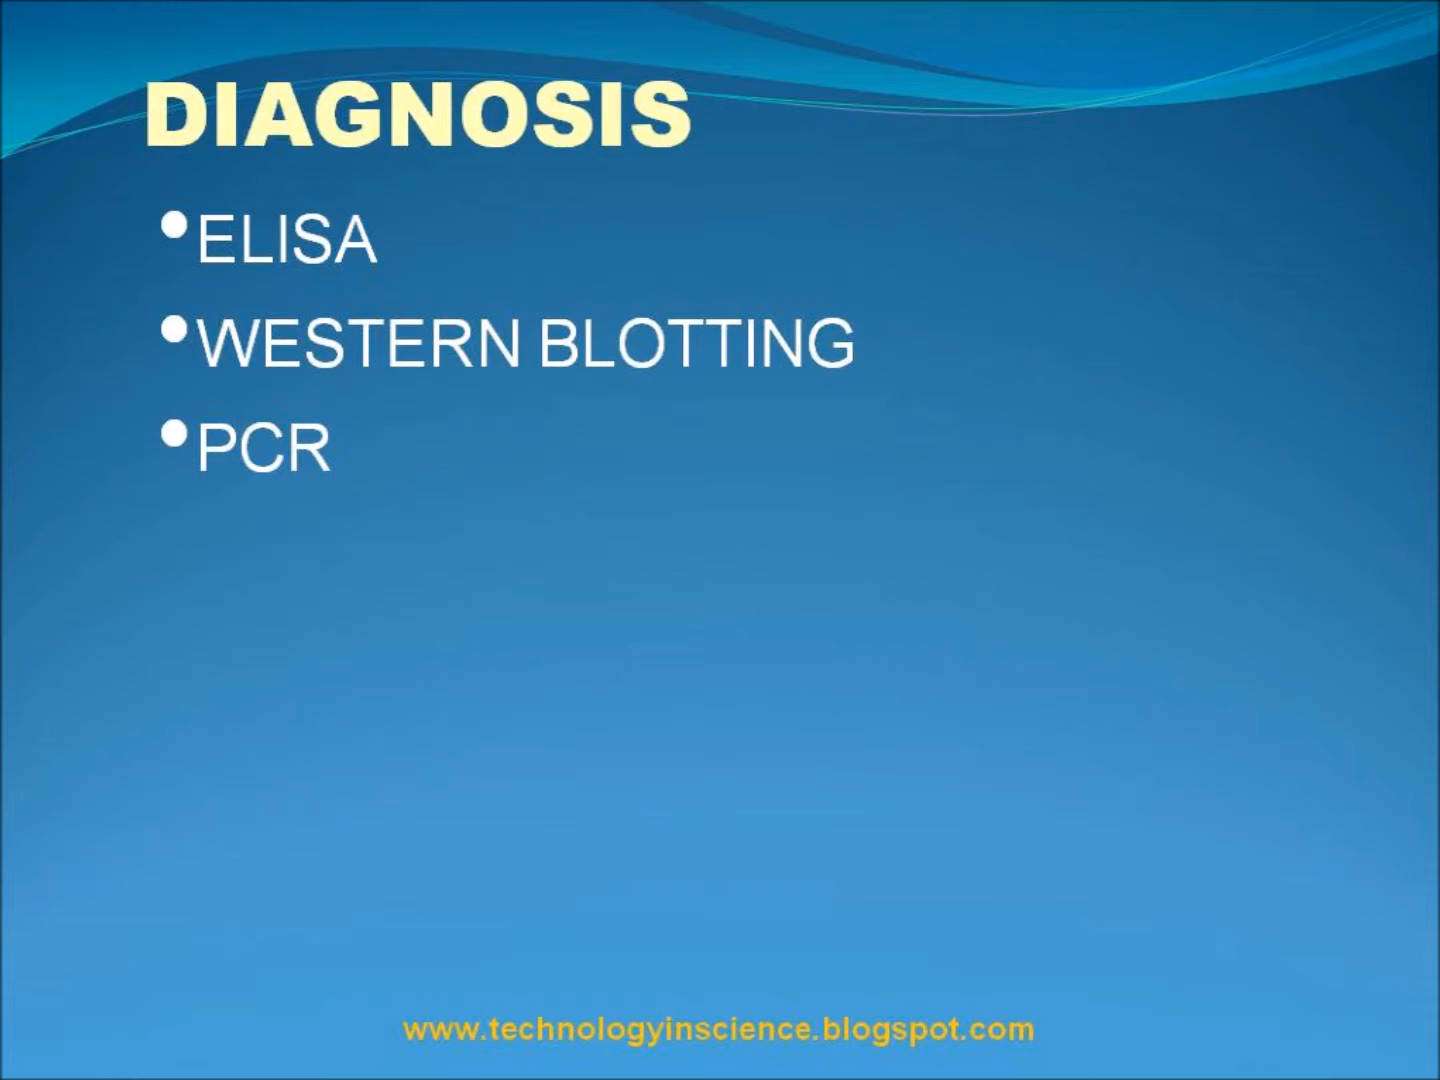 DIAGNOSIS
•ELISA
•WESTERN BLOTTING
•PCR
www.technologyinscience.blogspot.com